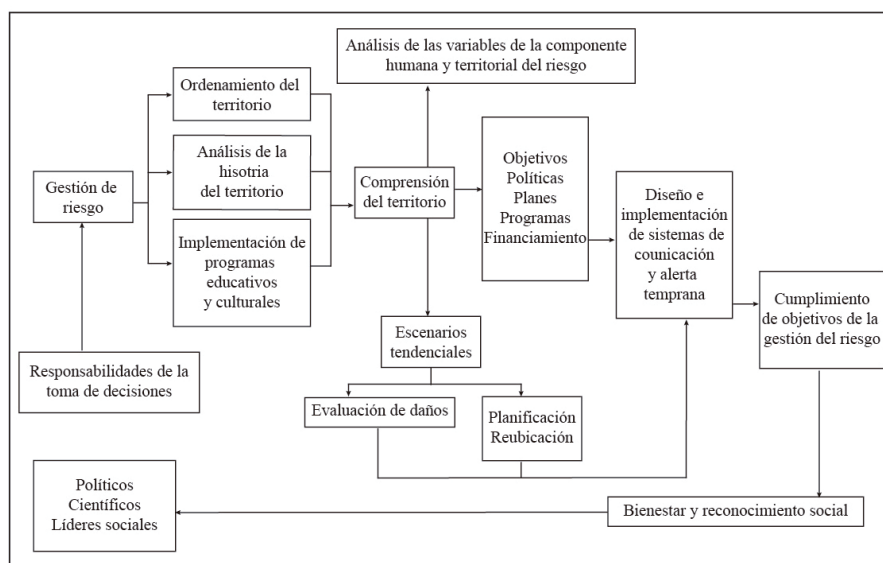 Análisis de las variables de la componente
humana y territorial del riesgo
Ordenamiento del
territorio
Análisis de la
hisotria
del territorio
Implementación de
programas
educativos
y culturales
Gestión de
riesgo
Responsabilidades de la
toma de decisiones
Comprensión
del territorio
Objetivos
Políticas
Planes
Programas
Financiamiento
Diseño e
implementación
de sistemas de
counicación
y alerta
temprana
Cumplimiento
de objetivos de la
gestión del riesgo
Escenarios
tendenciales
Evaluación de daños
Planificación
Reubicación
Bienestar y reconocimiento social
Políticos
Científicos
Líderes sociales